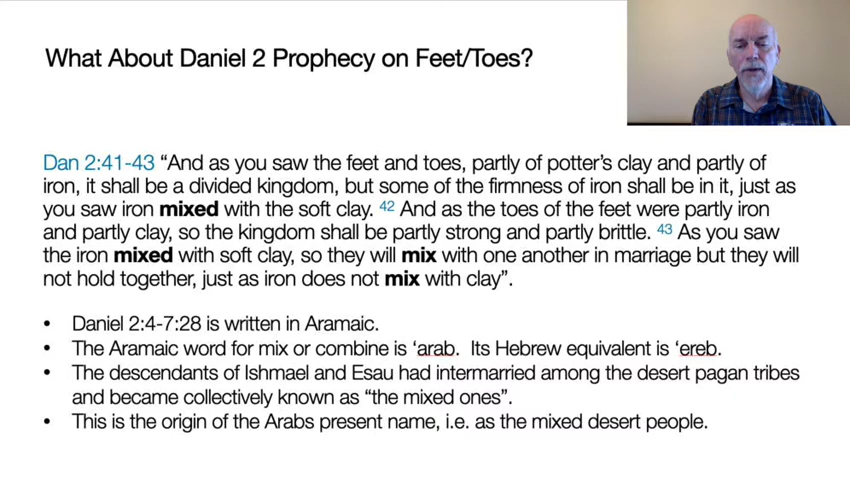 What About Daniel 2 Prophecy on Feet/Toes?
Dan 2:41-43 “And as you saw the feet and toes, partly of potter’s clay and partly of
iron, it shall be a divided kingdom, but some of the firmness of iron shall be in it, just as
you saw iron mixed with the soft clay. 42 And as the toes of the feet were partly iron
and partly clay, so the kingdom shall be partly strong and partly brittle. 43 As you saw
the iron mixed with soft clay, so they will mix with one another in marriage but they will
not hold together, just as iron does not mix with clay”.
• Daniel 2:4-7:28 is written in Aramaic.
• The Aramaic word for mix or combine is ‘arab. Its Hebrew equivalent is ‘ereb.
• The descendants of Ishmael and Esau had intermarried among the desert pagan tribes
and became collectively known as “the mixed ones”.
• This is the origin of the Arabs present name, i.e. as the mixed desert people.